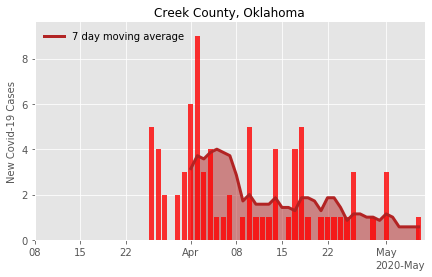 Creek County, Oklahoma
7 day moving average
New Covid-19 Cases
8
6
4
2
0
08 15 22 Apr 08 15 22 May
2020-May